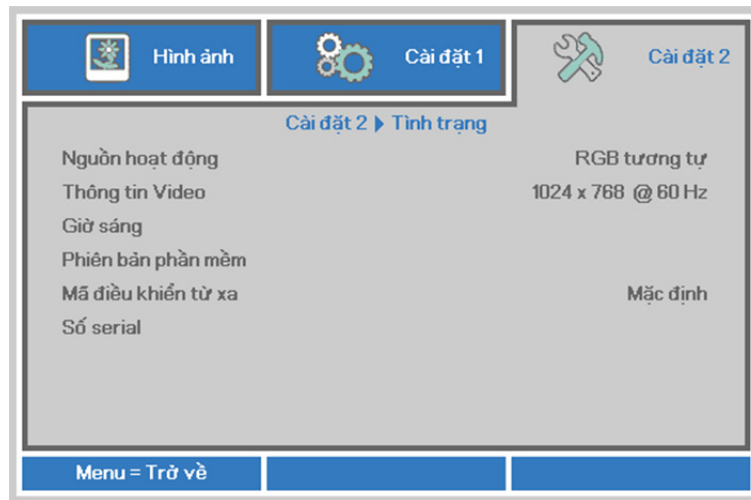 Hình ảnh
Cài đặt 1
Cài đặt 2
Cài đặt 2 ▶ Tình trạng
Nguồn hoạt động RGB tương tự
Thông tin Video 1024 x 768 @ 60 Hz
Giờ sáng
Phiên bản phần mềm
Mã điều khiển từ xa Mặc định
Số serial
Menu = Trở về